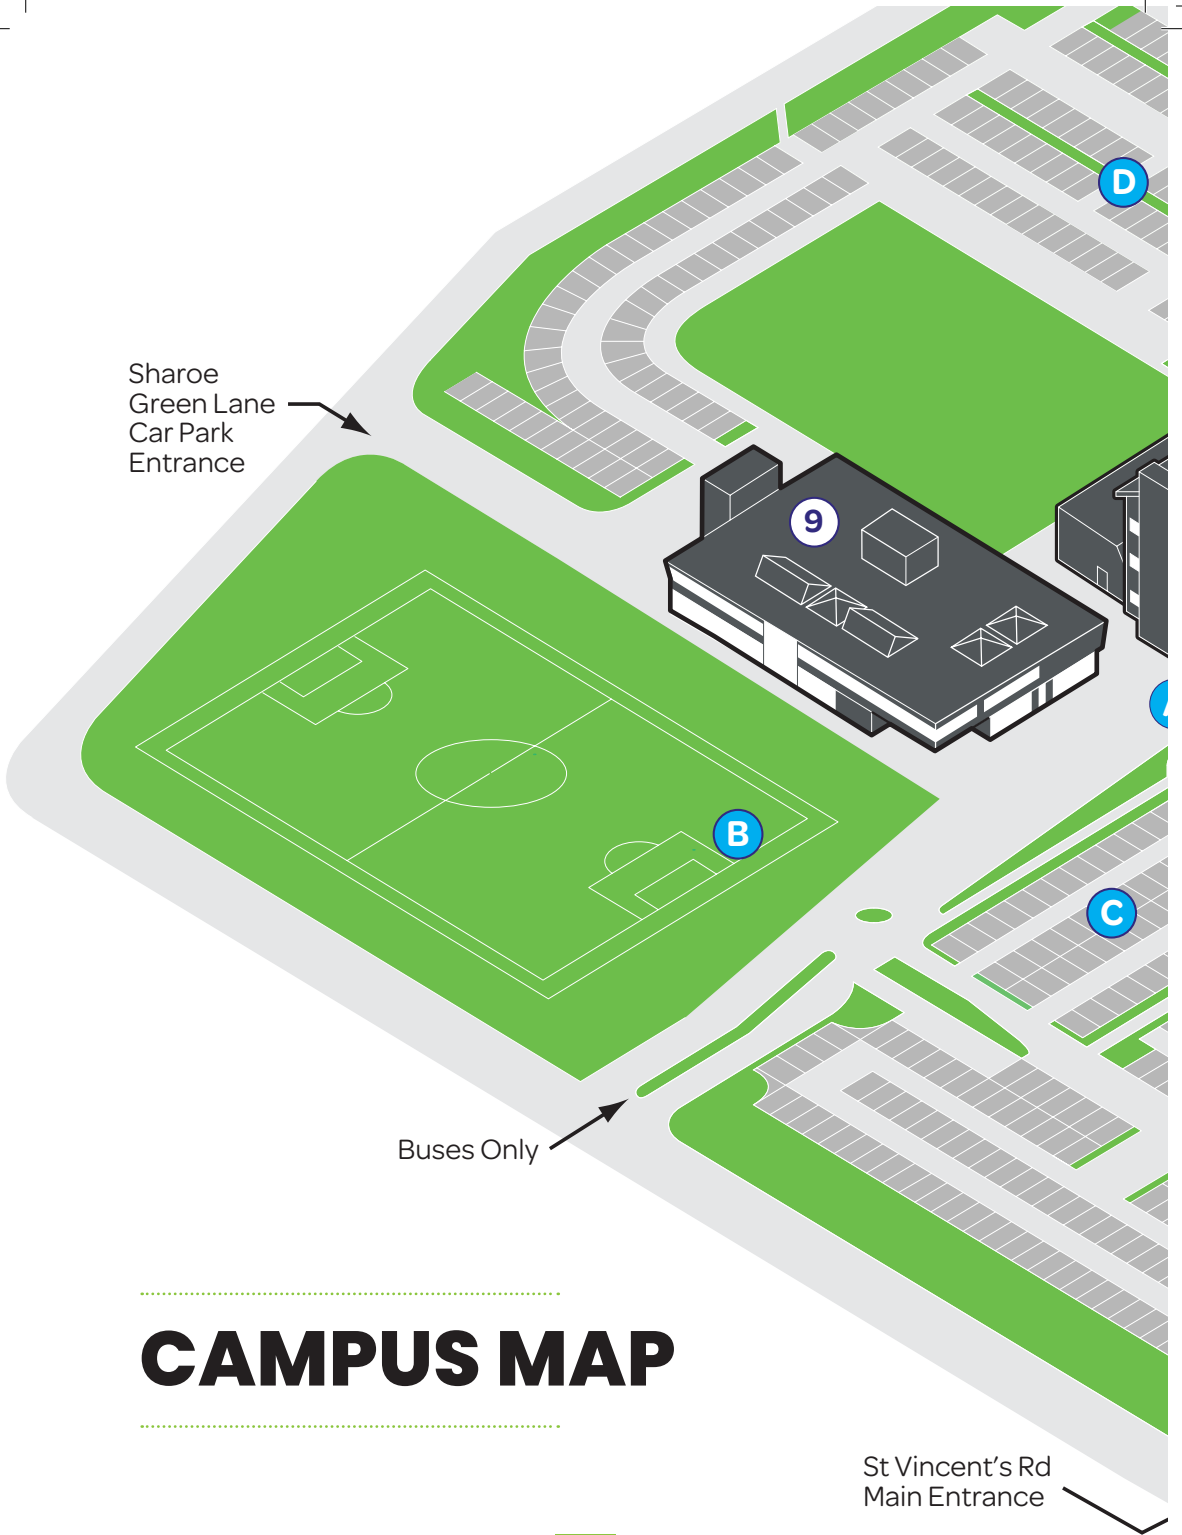 D
Sharoe
Green Lane
Car Park
Entrance
9
A
B
C
Buses Only
CAMPUS MAP
St Vincent's Rd
Main Entrance